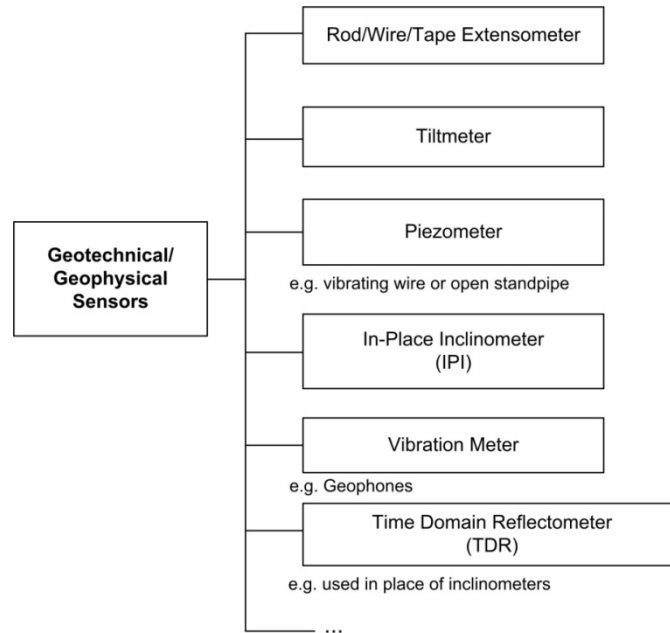 Rod/Wire/Tape Extensometer
Tiltmeter
Geotechnical/
Geophysical
Sensors
Piezometer
e.g. vibrating wire or open standpipe
In-Place Inclinometer
(IPI)
Vibration Meter
e.g. Geophones
Time Domain Reflectometer
(TDR)
e.g. used in place of inclinometers
...